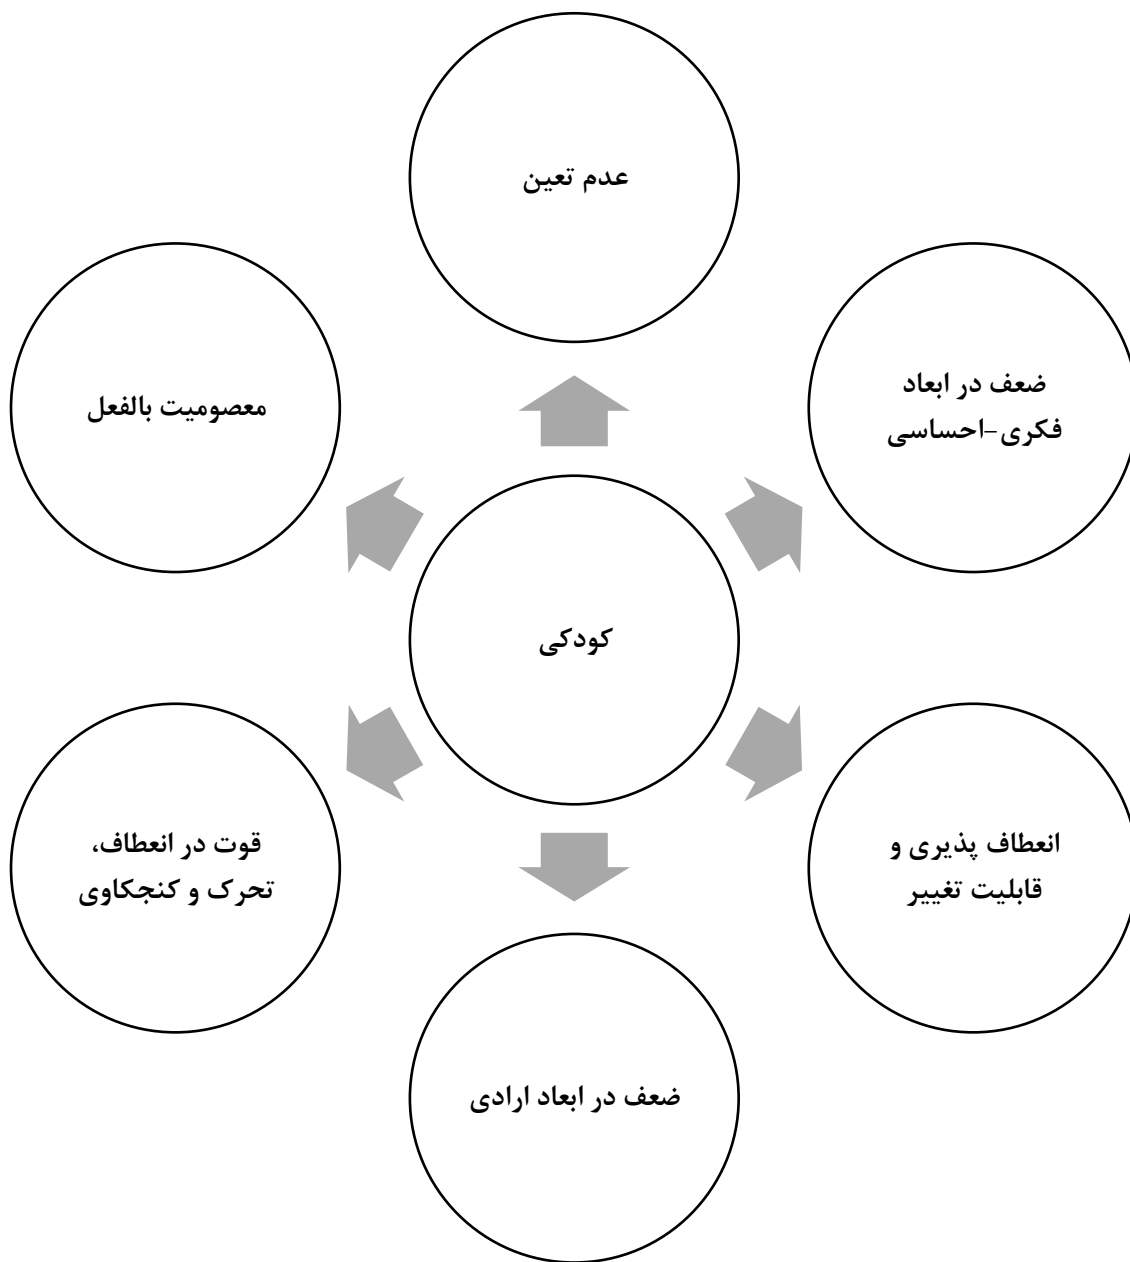 عدم تعین
ضعف در ابعاد
فکری-احساسی
معصومیت بالفعل
کودکی
انعطاف پذیری و
قابلیت تغییر
قوت در انعطاف،
تحرک و کنجکاوی
ضعف در ابعاد ارادی